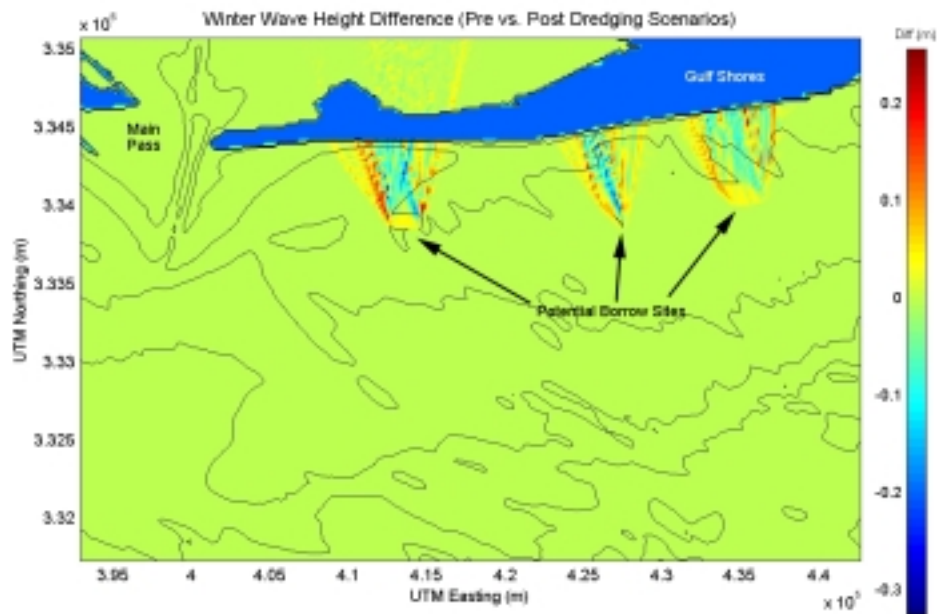 Winter Wave Height Difference (Pre vs. Post Dredging Scenarios)
x 10⁶
Diff (m)
3.35
3.345
3.34
3.335
3.33
3.325
3.32
UTM Northing (m)
Main
Pass
Gulf Shores
Potential Borrow Sites
0.2
0.1
0
-0.1
-0.2
-0.3
3.95
4
4.05
4.1
4.15
4.2
4.25
4.3
4.35
4.4
UTM Easting (m)
x 10⁵